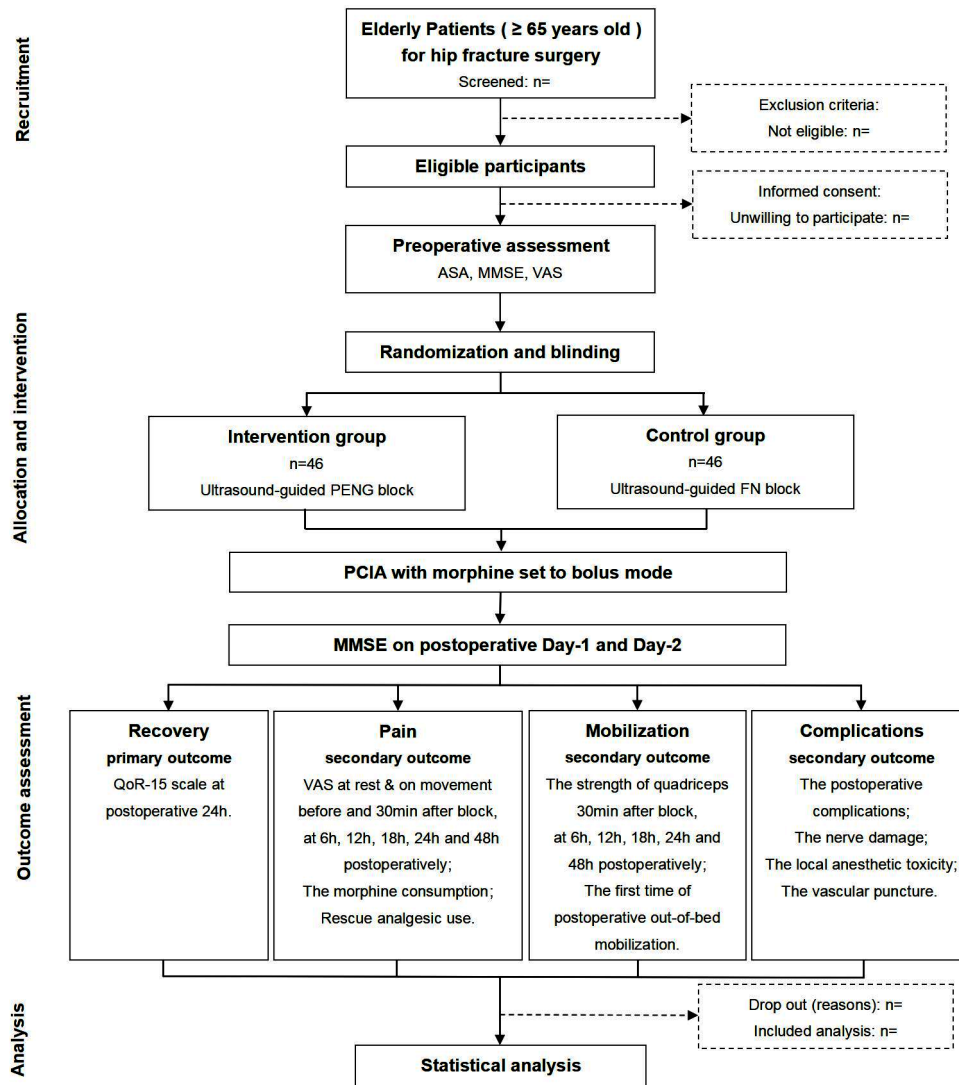 Recruitment
Elderly Patients ( ≥ 65 years old )
for hip fracture surgery
Screened: n=
Exclusion criteria:
Not eligible: n=
Eligible participants
Informed consent:
Unwilling to participate: n=
Preoperative assessment
ASA, MMSE, VAS
Allocation and intervention
Randomization and blinding
Intervention group
n=46
Ultrasound-guided PENG block
Control group
n=46
Ultrasound-guided FN block
PCIA with morphine set to bolus mode
MMSE on postoperative Day-1 and Day-2
Outcome assessment
Recovery
primary outcome
QoR-15 scale at
postoperative 24h.
Pain
secondary outcome
VAS at rest & on movement
before and 30min after block,
at 6h, 12h, 18h, 24h and 48h
postoperatively;
The morphine consumption;
Rescue analgesic use.
Mobilization
secondary outcome
The strength of quadriceps
30min after block,
at 6h, 12h, 18h, 24h and
48h postoperatively;
The first time of
postoperative out-of-bed
mobilization.
Complications
secondary outcome
The postoperative
complications;
The nerve damage;
The local anesthetic toxicity;
The vascular puncture.
Analysis
Drop out (reasons): n=
Included analysis: n=
Statistical analysis